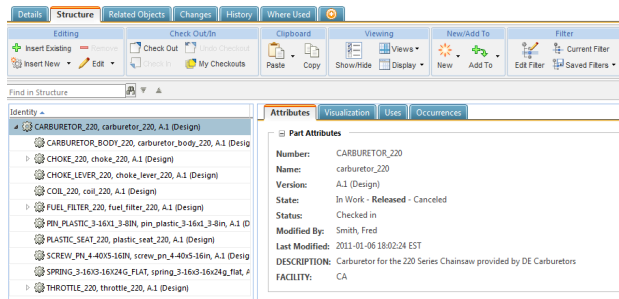 Details Structure Related Objects Changes History Where Used
Editing Check Out/In Clipboard Viewing New/Add To Filter
Insert Existing Remove Check Out Undo Checkout Views Current Filter
Insert New Edit Check In My Checkouts Paste Copy Show/Hide Display New Add To Edit Filter Saved Filters
Find in Structure
Identity
Attributes Visualization Uses Occurrences
CARBURETOR_220, carburetor_220, A.1 (Design)
CARBURETOR_BODY_220, carburetor_body_220, A.1 (Desig
CHOKE_220, choke_220, A.1 (Design)
CHOKE_LEVER_220, choke_lever_220, A.1 (Design)
COIL_220, coil_220, A.1 (Design)
FUEL_FILTER_220, fuel_filter_220, A.1 (Design)
PIN_PLASTIC_3-16X1_3-8IN, pin_plastic_3-16x1_3-8in, A.1 (D
PLASTIC_SEAT_220, plastic_seat_220, A.1 (Design)
SCREW_PN_4-40X5-16IN, screw_pn_4-40x5-16in, A.1 (Desig
SPRING_3-16X3-16X24G_FLAT, spring_3-16x3-16x24g_flat, A
THROTTLE_220, throttle_220, A.1 (Design)
Part Attributes
Number: CARBURETOR_220
Name: carburetor_220
Version: A.1 (Design)
State: In Work - Released - Canceled
Status: Checked in
Modified By: Smith, Fred
Last Modified: 2011-01-06 18:02:24 EST
DESCRIPTION: Carburetor for the 220 Series Chainsaw provided by DE Carburetors
FACILITY: CA